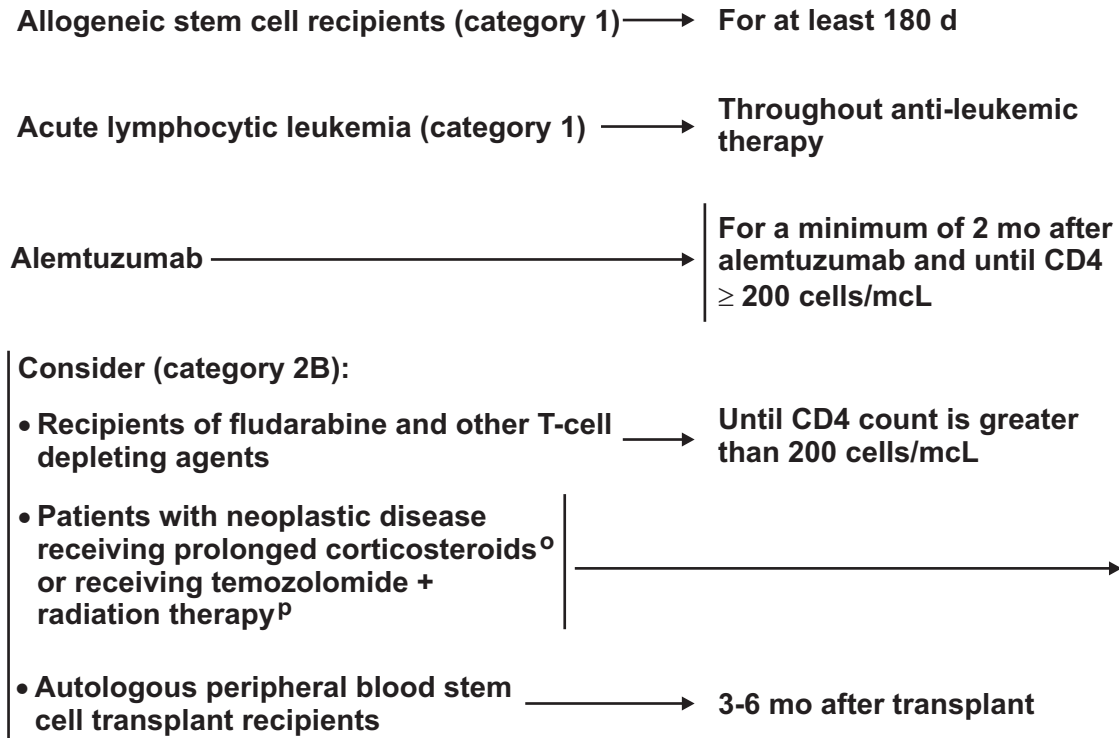 Allogeneic stem cell recipients (category 1)
For at least 180 d
Acute lymphocytic leukemia (category 1)
Throughout anti-leukemic
therapy
Alemtuzumab
For a minimum of 2 mo after
alemtuzumab and until CD4
≥ 200 cells/mcL
Consider (category 2B):
• Recipients of fludarabine and other T-cell
depleting agents
Until CD4 count is greater
than 200 cells/mcL
• Patients with neoplastic disease
receiving prolonged corticosteroids o
or receiving temozolomide +
radiation therapy p
• Autologous peripheral blood stem
cell transplant recipients
3-6 mo after transplant